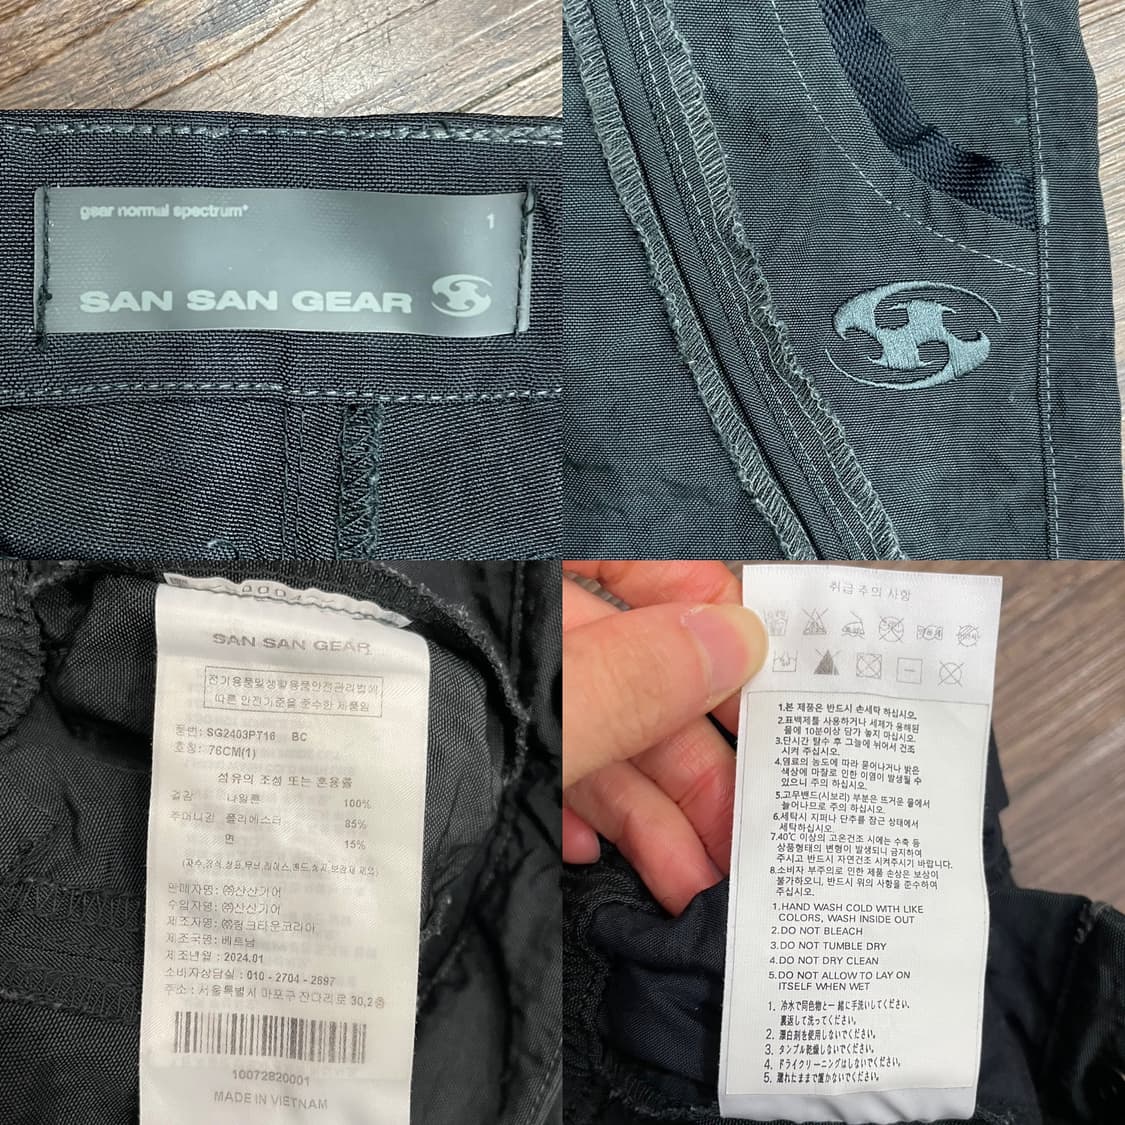 gear normal spectrum*
1
SAN SAN GEAR
SAN SAN GEAR
전기용품및생활용품안전관리법에
따른 안전기준을 준수한 제품임
품번: SG2403PT16 BC
호칭: 76CM(1)
섬유의 조성 또는 혼용률
겉감 나일론 100%
주머니감 폴리에스터 85%
면 15%
판매자명: ㈜산산기어
수입자명: ㈜산산기어
제조자명: ㈜핑크타운코리아
제조국명: 베트남
제조년월: 2024.01
소비자상담실: 010 - 2704 - 2697
주소: 서울특별시 마포구 잔다리로 30, 2층
10072820001
MADE IN VIETNAM
취급 주의 사항
1.본 제품은 반드시 손세탁 하십시오.
2.표백제를 사용하거나 세제가 용해된
물에 10분이상 담가 놓지 마십시오.
3.단시간 탈수 후 그늘에 뉘어서 건조
시켜 주십시오.
4.염료의 농도에 따라 묻어나거나 밝은
색상에 마찰로 인한 이염이 발생될 수
있으니 주의 하십시오.
5.고무밴드(시보리) 부분은 뜨거운 물에서
늘어나므로 주의 하십시오.
6.세탁시 지퍼나 단추를 잠근 상태에서
세탁하십시오.
7.40℃ 이상의 고온건조 시에는 수축 등
상품형태의 변형이 발생되니 금지하여
주시고 반드시 자연건조 시켜주시기 바랍니다.
8.소비자 부주의로 인한 제품 손상은 보상이
불가하오니, 반드시 위의 사항을 준수하여
주십시오.
1.HAND WASH COLD WITH LIKE
COLORS, WASH INSIDE OUT
2.DO NOT BLEACH
3.DO NOT TUMBLE DRY
4.DO NOT DRY CLEAN
5.DO NOT ALLOW TO LAY ON
ITSELF WHEN WET
1. 冷水で同色物と一緒に手洗いしてください。
裏返して洗ってください。
2. 漂白剤を使用しないでください。
3. タンブル乾燥しないでください。
4. ドライクリーニングはしないでください。
5. 濡れたままで置かないでください。